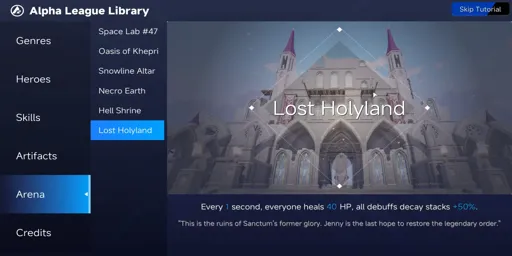 Alpha League Library
Skip Tutorial
Genres
Heroes
Skills
Artifacts
Arena
Credits
Space Lab #47
Oasis of Khepri
Snowline Altar
Necro Earth
Hell Shrine
Lost Holyland
Lost Holyland
Every 1 second, everyone heals 40 HP, all debuffs decay stacks +50%.
"This is the ruins of Sanctum's former glory. Jenny is the last hope to restore the legendary order."